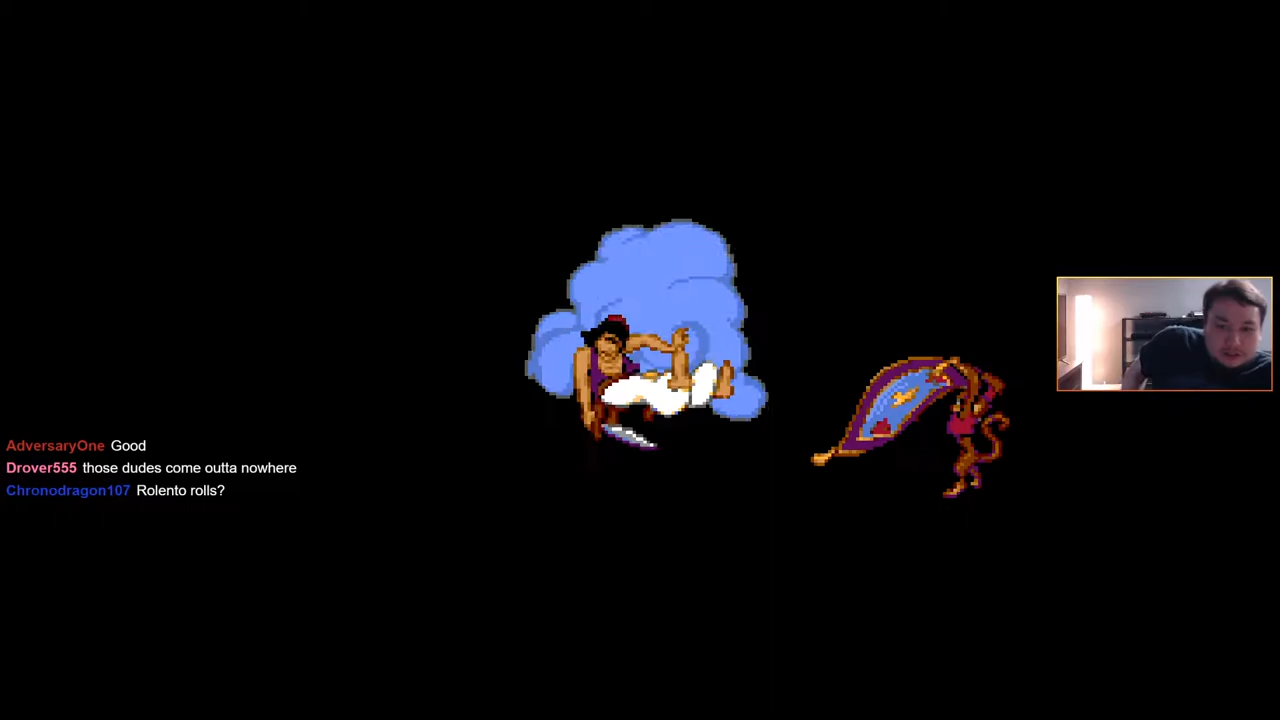 AdversaryOne Good
Drover555 those dudes come outta nowhere
Chronodragon107 Rolento rolls?